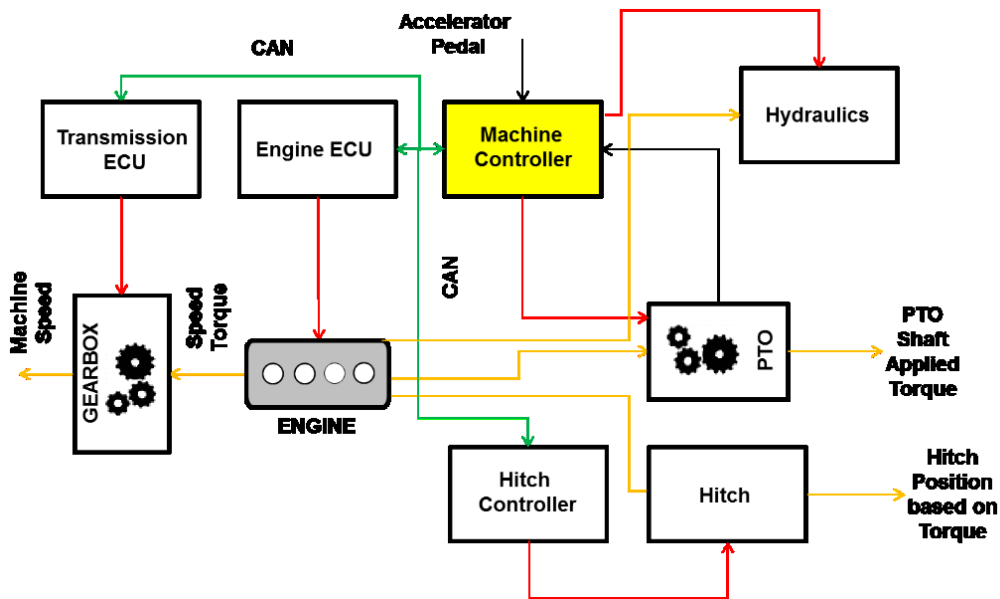 Accelerator
Pedal
CAN
Transmission
ECU
Engine ECU
Machine
Controller
Hydraulics
CAN
Machine
Speed
GEARBOX
Speed
Torque
ENGINE
PTO
PTO
Shaft
Applied
Torque
Hitch
Controller
Hitch
Hitch
Position
based on
Torque